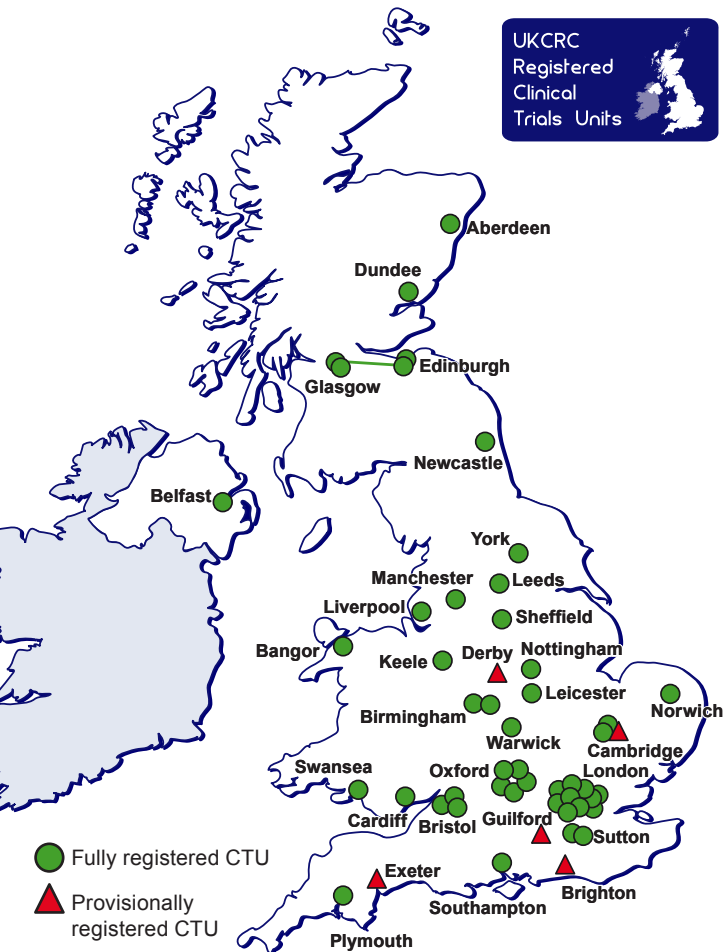 UKCRC
Registered
Clinical
Trials Units
Aberdeen
Dundee
Edinburgh
Glasgow
Newcastle
Belfast
York
Manchester
Leeds
Liverpool
Sheffield
Bangor
Keele
Derby
Nottingham
Leicester
Norwich
Birmingham
Warwick
Cambridge
Swansea
Oxford
London
Cardiff
Bristol
Guilford
Sutton
Exeter
Brighton
Southampton
Plymouth
Fully registered CTU
Provisionally
registered CTU